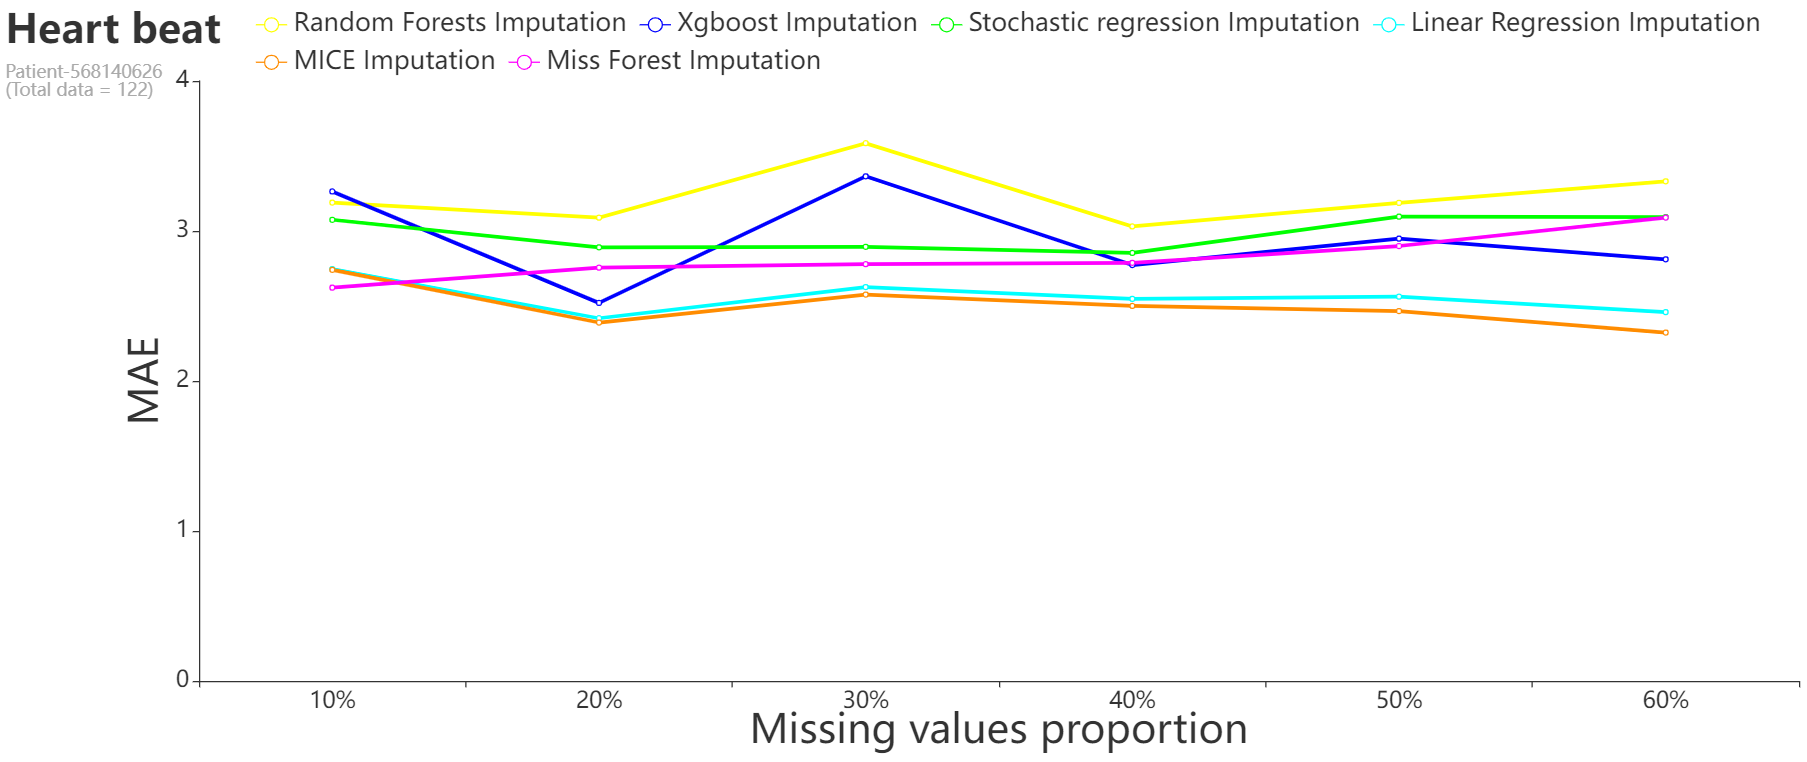 Heart beat
Patient-568140626
(Total data = 122)
Random Forests Imputation Xgboost Imputation Stochastic regression Imputation Linear Regression Imputation
MICE Imputation Miss Forest Imputation
4
3
2
1
0
MAE
10% 20% 30% 40% 50% 60%
Missing values proportion